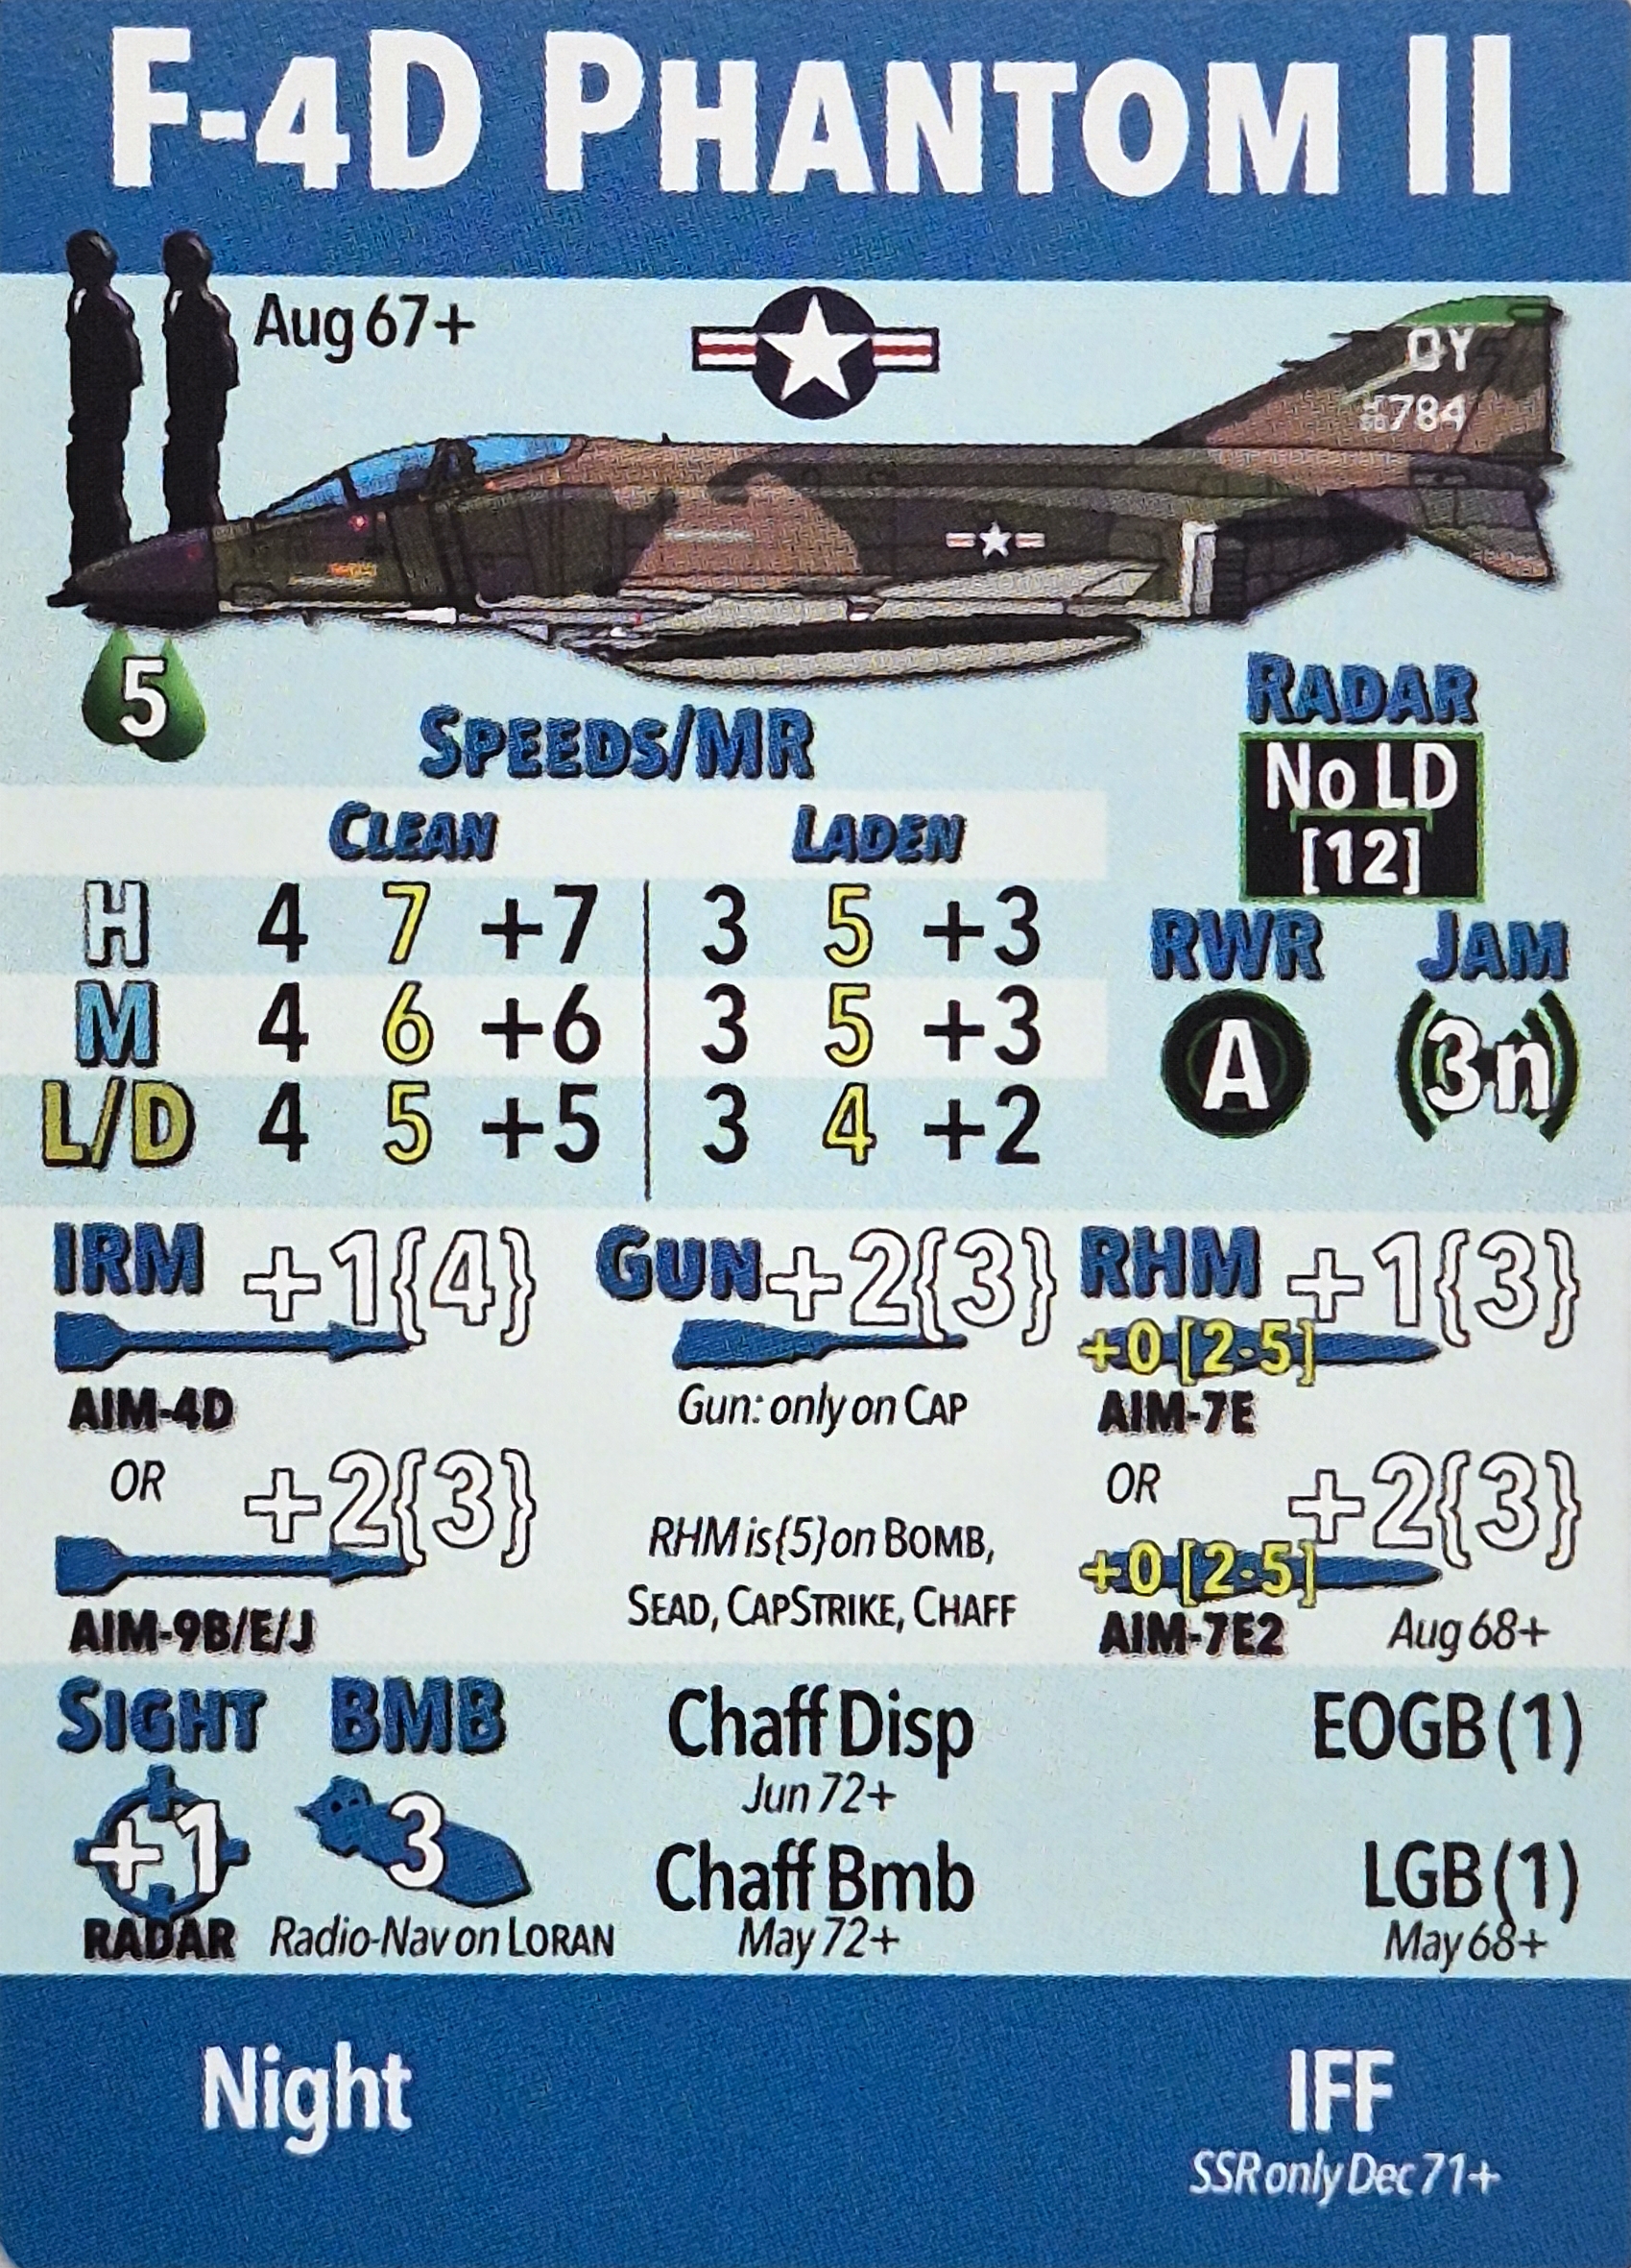 F-4D PHANTOM II
Aug 67+
OY
784
5
SPEEDS/MR
RADAR
No LD
[12]
CLEAN LADEN
H 4 7 +7 3 5 +3
M 4 6 +6 3 5 +3
L/D 4 5 +5 3 4 +2
RWR JAM
A (3n)
IRM +1{4}
AIM-4D
OR
+2{3}
AIM-9B/E/J
GUN +2{3}
Gun: only on CAP
RHM is{5}on BOMB,
SEAD, CAPSTRIKE, CHAFF
RHM +1{3}
+0 [2-5]
AIM-7E
OR
+2{3}
+0 [2-5]
AIM-7E2 Aug 68+
SIGHT BMB
+1 3
RADAR Radio-Nav on LORAN
Chaff Disp
Jun 72+
Chaff Bmb
May 72+
EOGB (1)
LGB (1)
May 68+
Night
IFF
SSR only Dec 71+